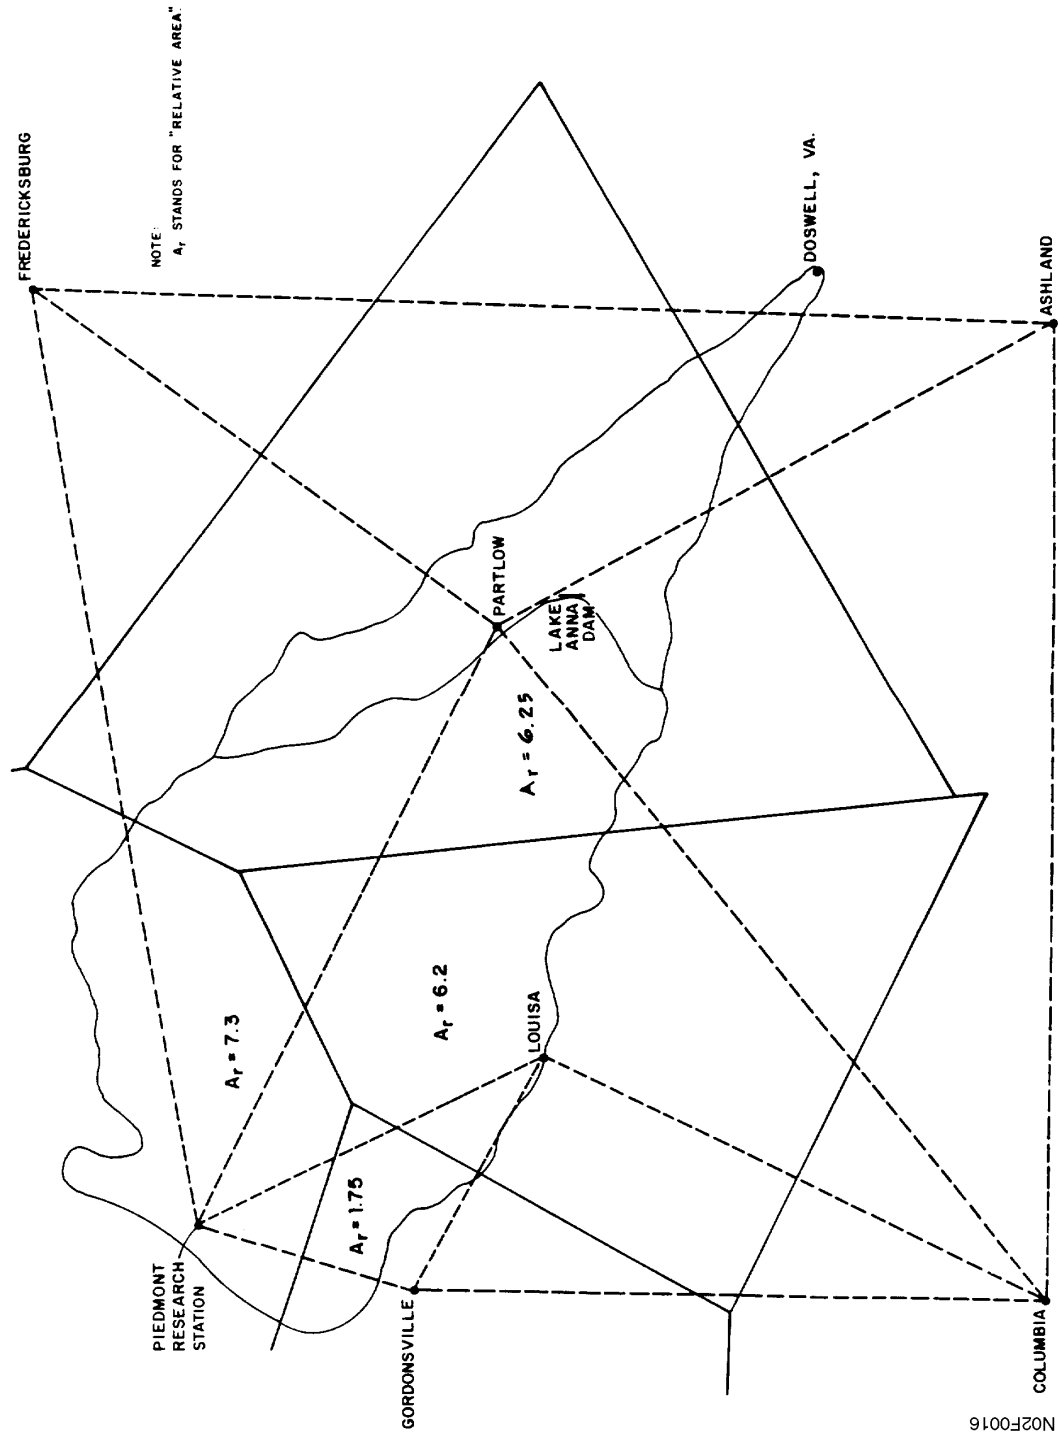 FREDERICKSBURG
NOTE:
Ar STANDS FOR "RELATIVE AREA"
DOSWELL, VA.
ASHLAND
PARTLOW
LAKE
ANNA
DAM
Ar = 6.25
Ar = 6.2
Ar = 7.3
LOUISA
Ar = 1.75
PIEDMONT
RESEARCH
STATION
GORDONSVILLE
COLUMBIA
N02F0016